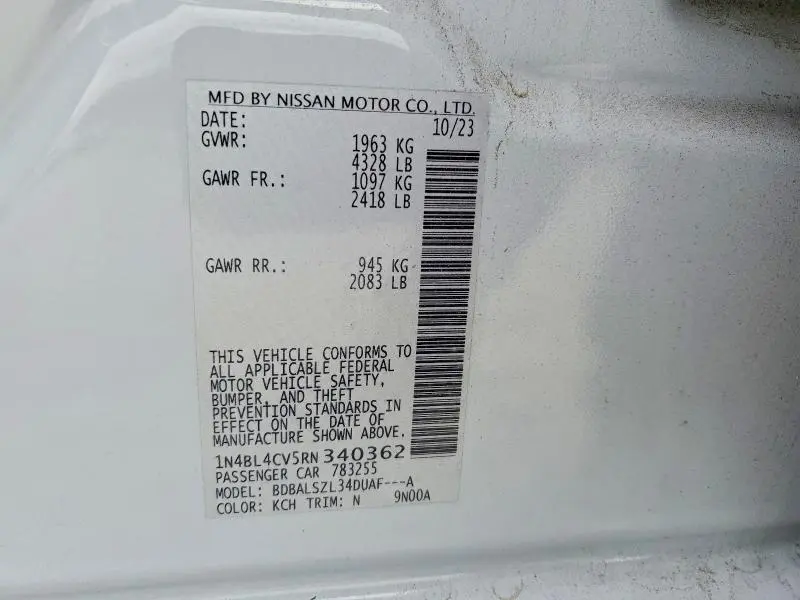 MFD BY NISSAN MOTOR CO., LTD.
DATE: 10/23
GVWR: 1963 KG
4328 LB
GAWR FR.: 1097 KG
2418 LB
GAWR RR.: 945 KG
2083 LB
THIS VEHICLE CONFORMS TO
ALL APPLICABLE FEDERAL
MOTOR VEHICLE SAFETY,
BUMPER, AND THEFT
PREVENTION STANDARDS IN
EFFECT ON THE DATE OF
MANUFACTURE SHOWN ABOVE.
1N4BL4CV5RN340362
PASSENGER CAR 783255
MODEL: BDBALSZL34DUAF---A
COLOR: KCH TRIM: N 9N00A